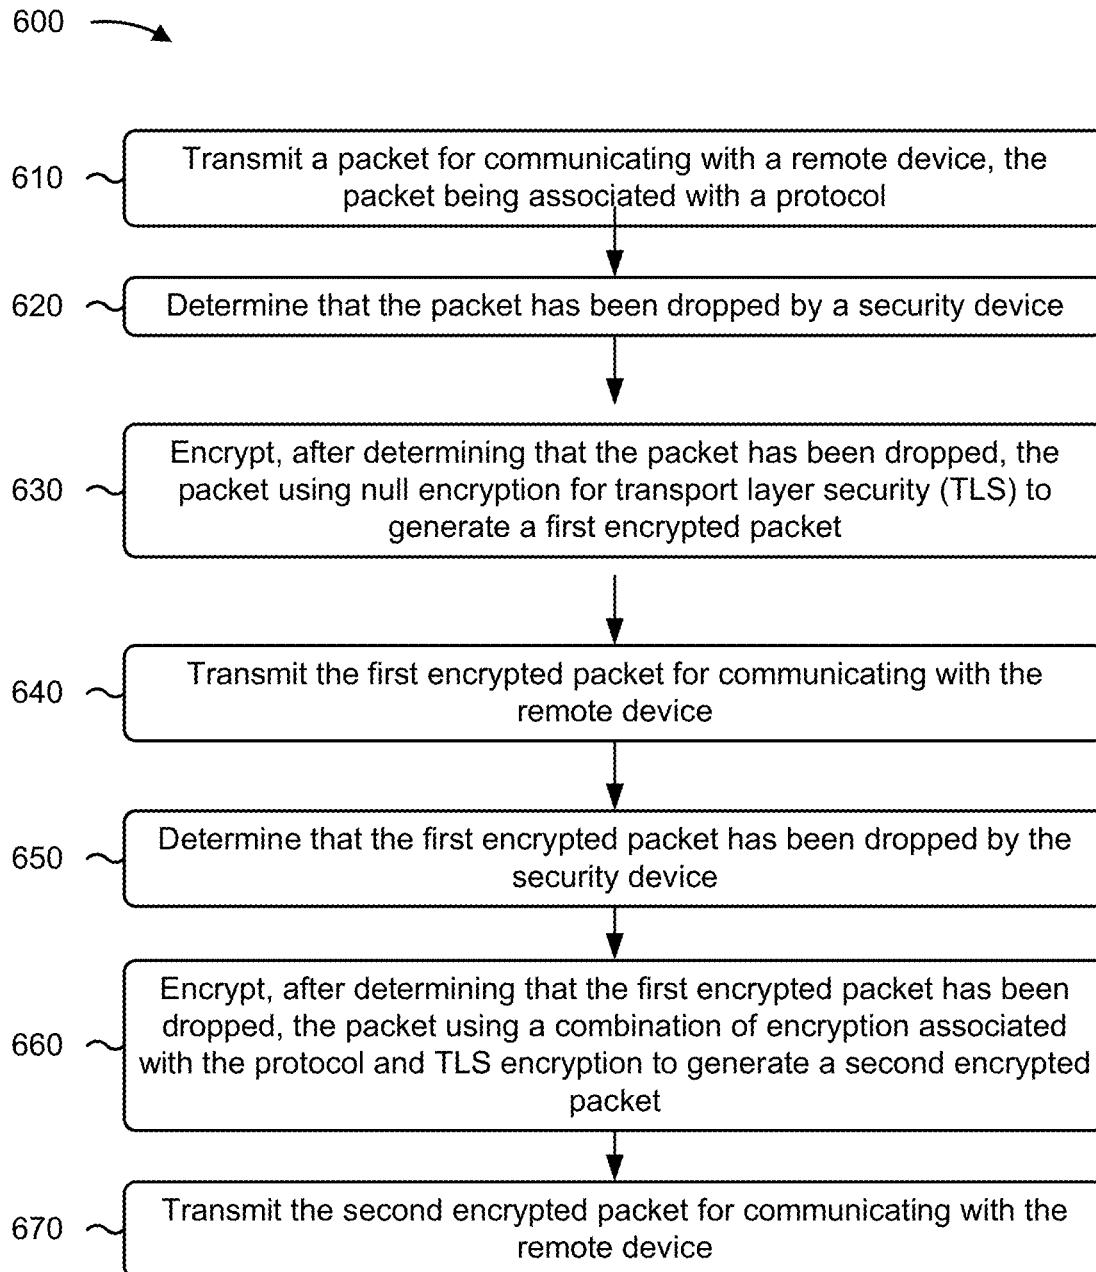 600
610
Transmit a packet for communicating with a remote device, the
packet being associated with a protocol
620
Determine that the packet has been dropped by a security device
630
Encrypt, after determining that the packet has been dropped, the
packet using null encryption for transport layer security (TLS) to
generate a first encrypted packet
640
Transmit the first encrypted packet for communicating with the
remote device
650
Determine that the first encrypted packet has been dropped by the
security device
660
Encrypt, after determining that the first encrypted packet has been
dropped, the packet using a combination of encryption associated
with the protocol and TLS encryption to generate a second encrypted
packet
670
Transmit the second encrypted packet for communicating with the
remote device